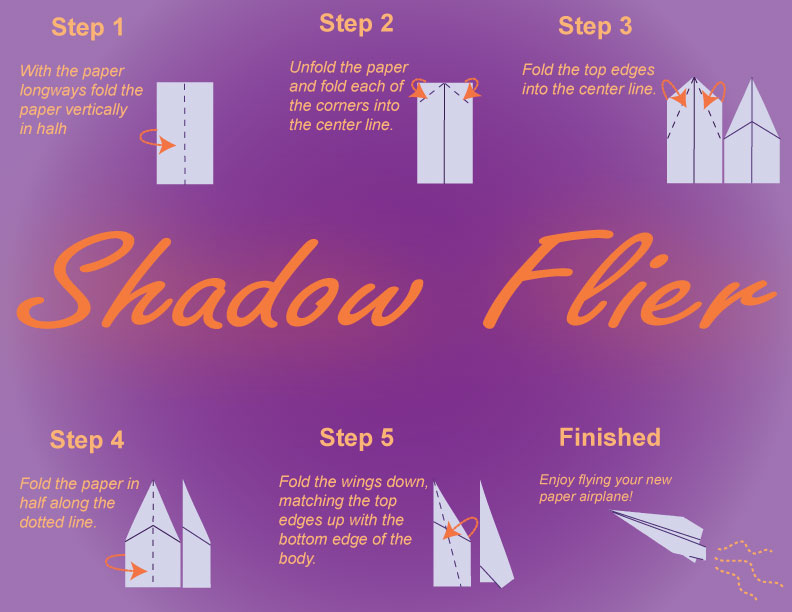 Step 1
With the paper
longways fold the
paper vertically
in halh
Step 2
Unfold the paper
and fold each of
the corners into
the center line.
Step 3
Fold the top edges
into the center line.
Shadow Flier
Step 4
Fold the paper in
half along the
dotted line.
Step 5
Fold the wings down,
matching the top
edges up with the
bottom edge of the
body.
Finished
Enjoy flying your new
paper airplane!